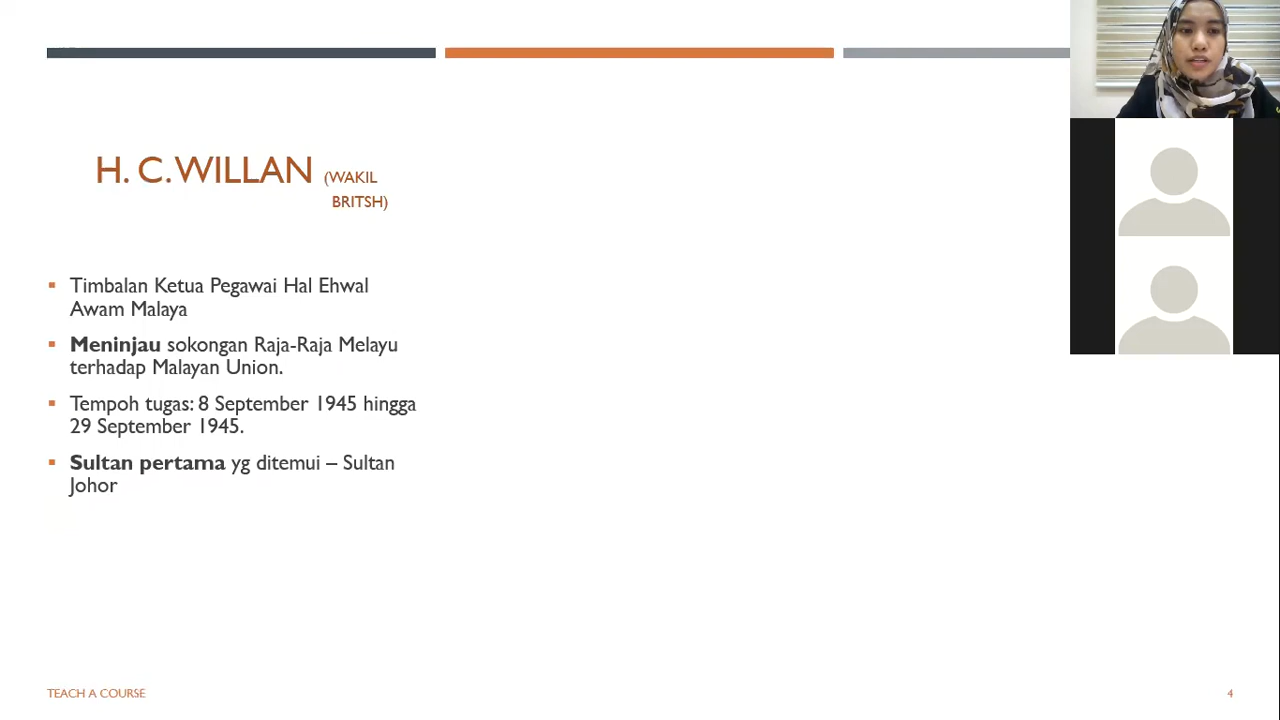 H. C. WILLAN (WAKIL
BRITSH)
▪ Timbalan Ketua Pegawai Hal Ehwal
Awam Malaya
▪ Meninjau sokongan Raja-Raja Melayu
terhadap Malayan Union.
▪ Tempoh tugas: 8 September 1945 hingga
29 September 1945.
▪ Sultan pertama yg ditemui – Sultan
Johor
TEACH A COURSE
4